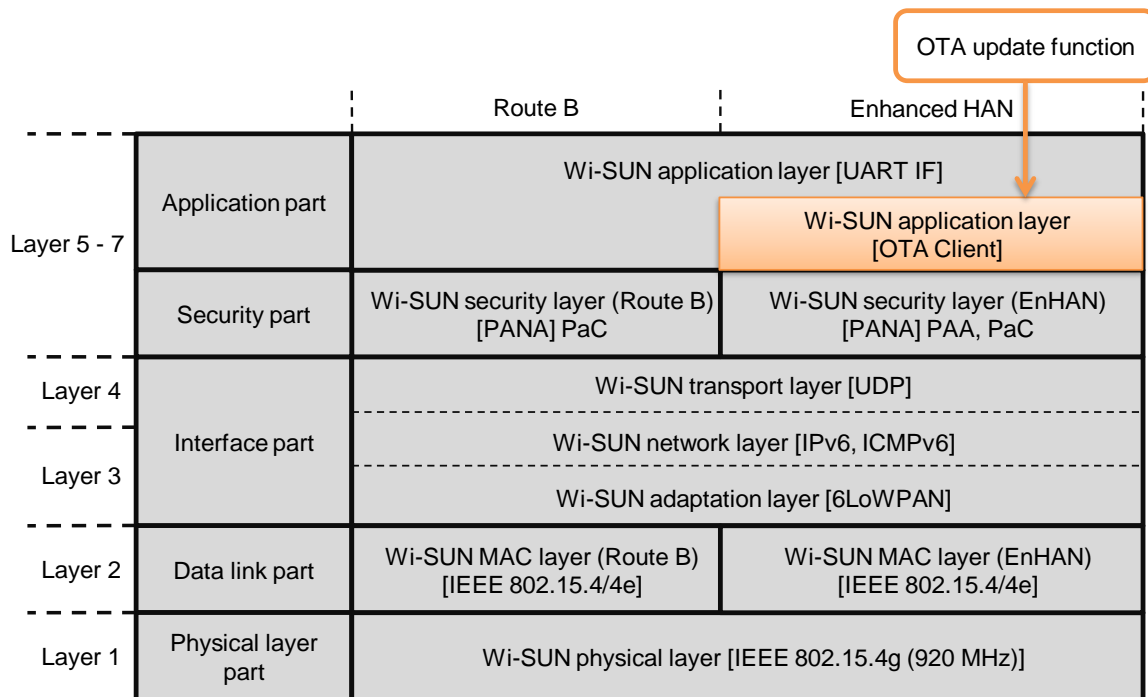 OTA update function
Route B
Enhanced HAN
Layer 5 - 7
Application part
Wi-SUN application layer [UART IF]
Wi-SUN application layer
[OTA Client]
Security part
Wi-SUN security layer (Route B)
[PANA] PaC
Wi-SUN security layer (EnHAN)
[PANA] PAA, PaC
Layer 4
Interface part
Wi-SUN transport layer [UDP]
Layer 3
Wi-SUN network layer [IPv6, ICMPv6]
Wi-SUN adaptation layer [6LoWPAN]
Layer 2
Data link part
Wi-SUN MAC layer (Route B)
[IEEE 802.15.4/4e]
Wi-SUN MAC layer (EnHAN)
[IEEE 802.15.4/4e]
Layer 1
Physical layer
part
Wi-SUN physical layer [IEEE 802.15.4g (920 MHz)]